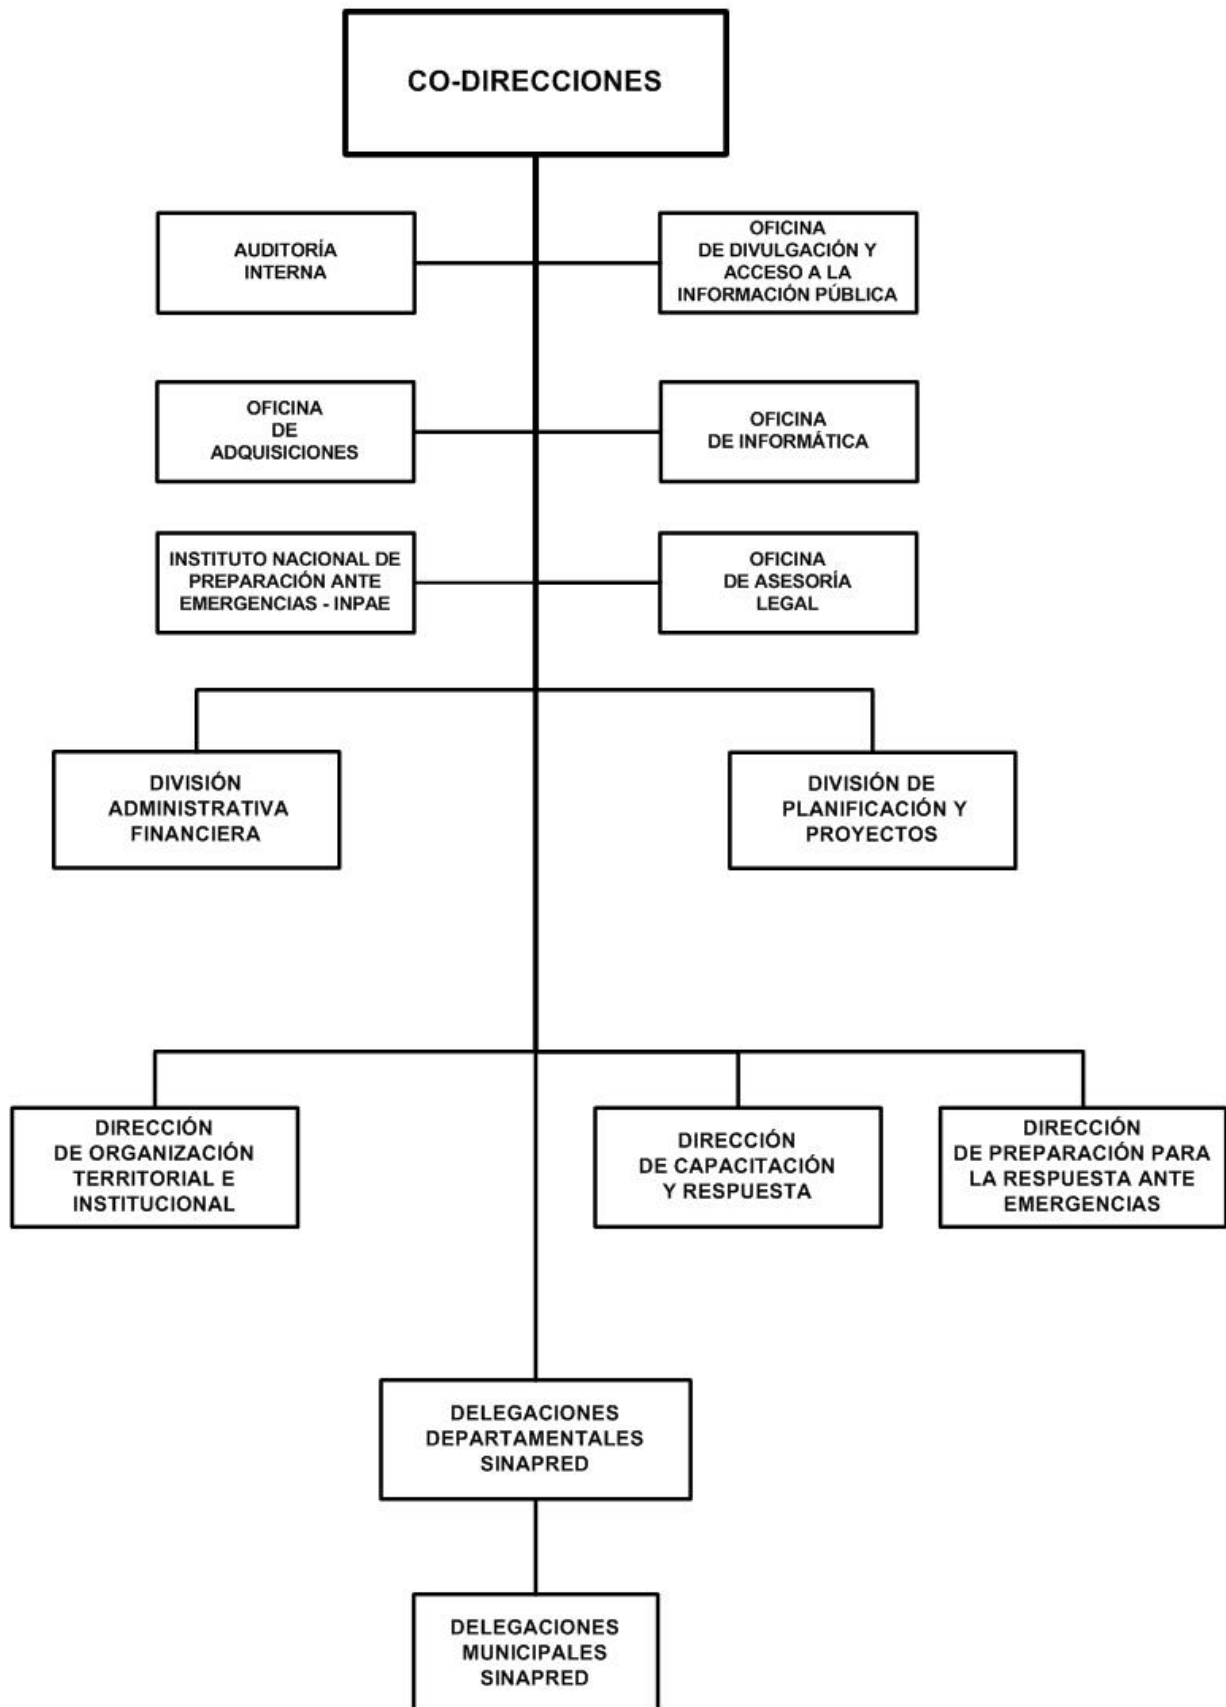 CO-DIRECCIONES
AUDITORÍA
INTERNA
OFICINA
DE DIVULGACIÓN Y
ACCESO A LA
INFORMACIÓN PÚBLICA
OFICINA
DE
ADQUISICIONES
OFICINA
DE INFORMÁTICA
INSTITUTO NACIONAL DE
PREPARACIÓN ANTE
EMERGENCIAS - INPAE
OFICINA
DE ASESORÍA
LEGAL
DIVISIÓN
ADMINISTRATIVA
FINANCIERA
DIVISIÓN DE
PLANIFICACIÓN Y
PROYECTOS
DIRECCIÓN
DE ORGANIZACIÓN
TERRITORIAL E
INSTITUCIONAL
DIRECCIÓN
DE CAPACITACIÓN
Y RESPUESTA
DIRECCIÓN
DE PREPARACIÓN PARA
LA RESPUESTA ANTE
EMERGENCIAS
DELEGACIONES
DEPARTAMENTALES
SINAPRED
DELEGACIONES
MUNICIPALES
SINAPRED